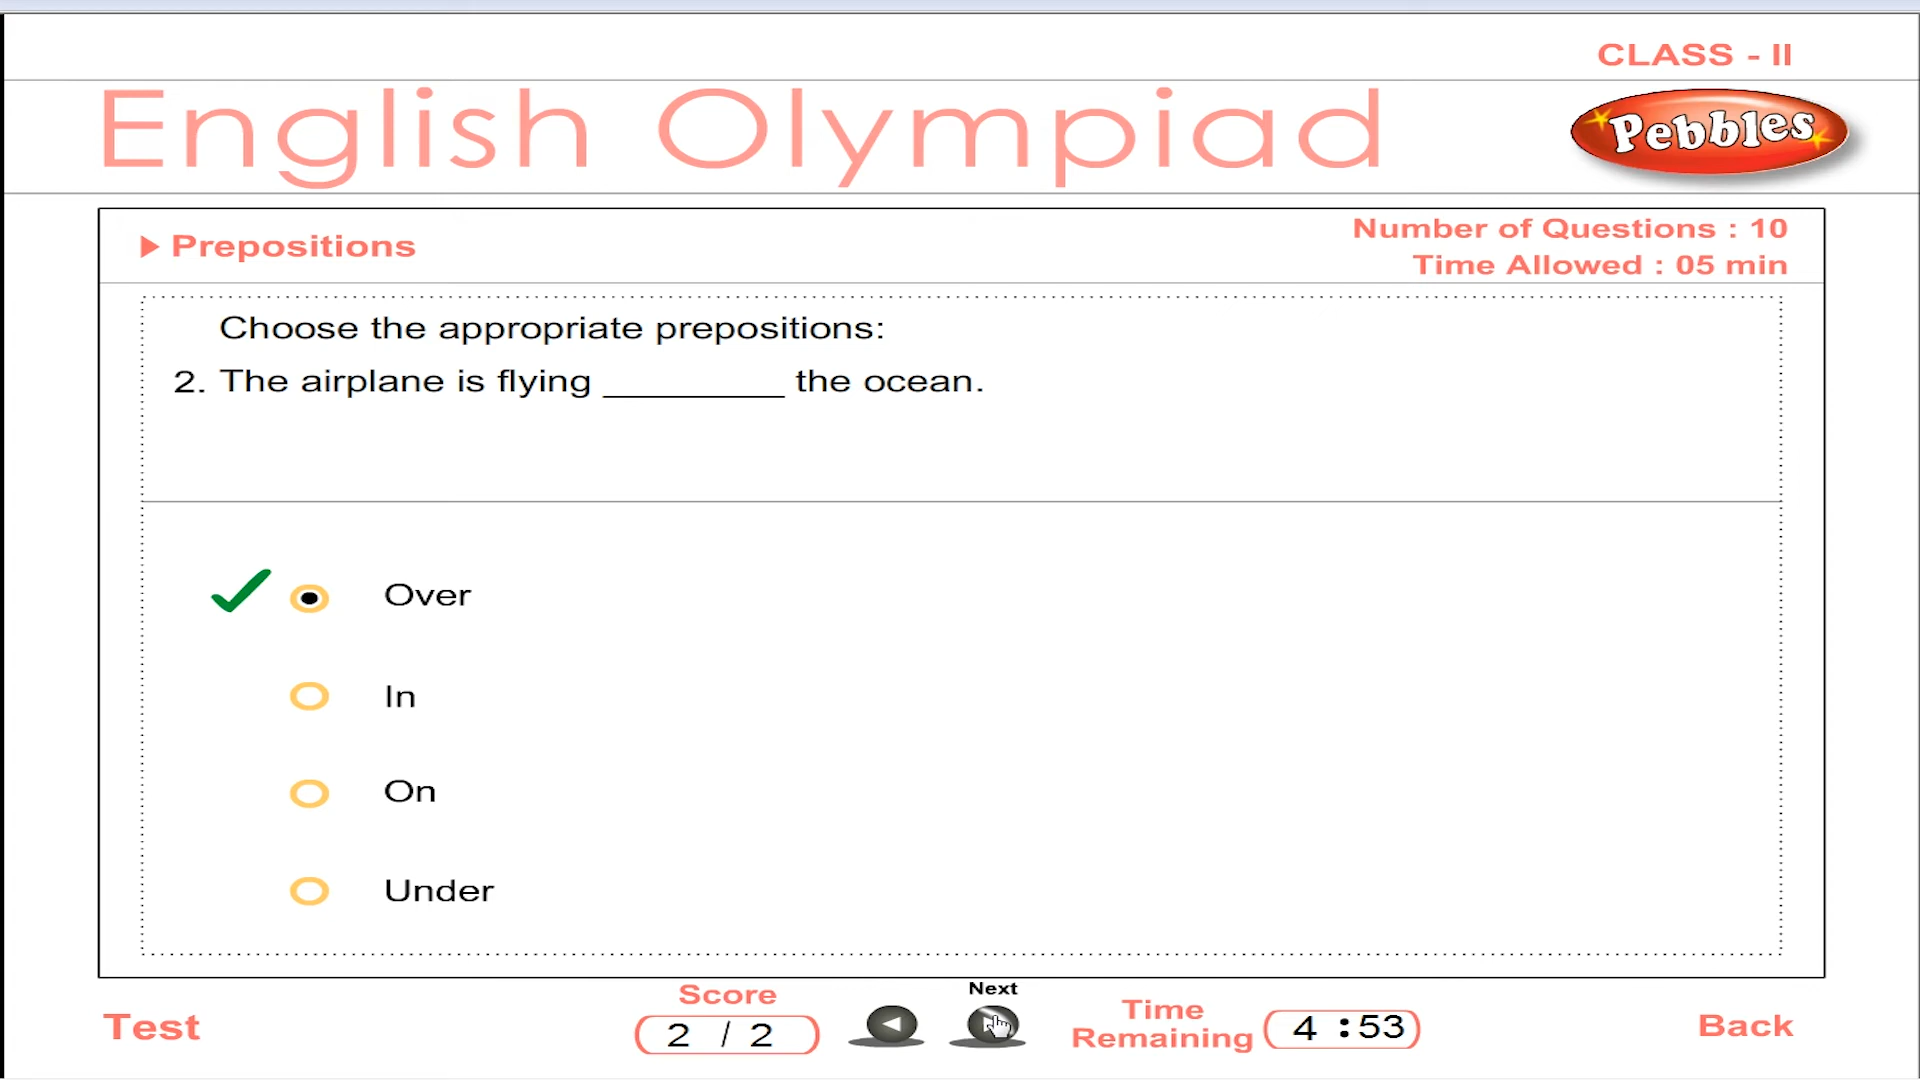 CLASS - II
English Olympiad
Pebbles
Prepositions
Number of Questions : 10
Time Allowed : 05 min
Choose the appropriate prepositions:
2. The airplane is flying _________ the ocean.
Over
In
On
Under
Test
Score
2 / 2
Next
Time
Remaining
4 :53
Back